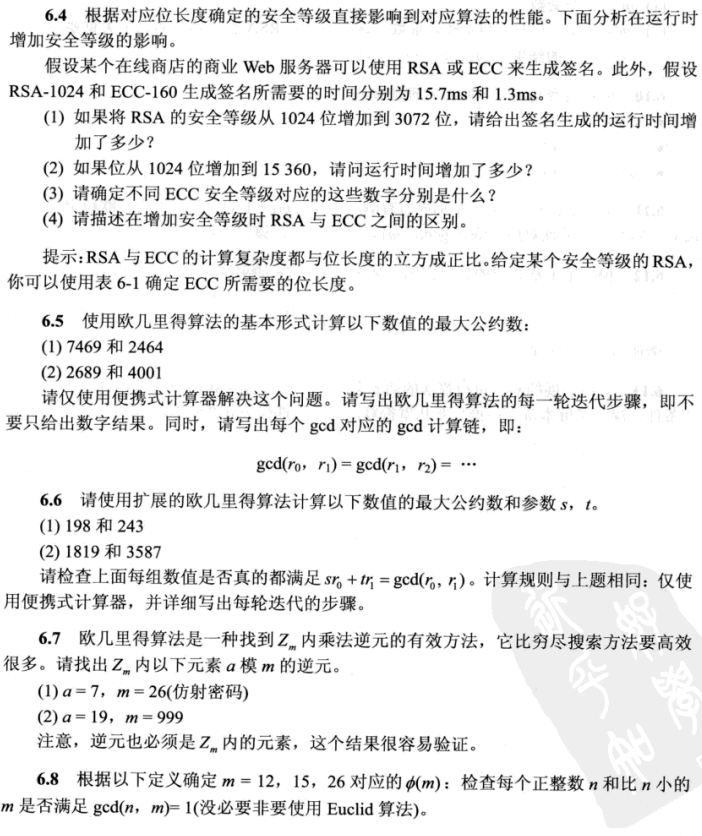 6.4 根据对应位长度确定的安全等级直接影响到对应算法的性能。下面分析在运行时
增加安全等级的影响。
假设某个在线商店的商业 Web 服务器可以使用 RSA 或 ECC 来生成签名。此外，假设
RSA-1024 和 ECC-160 生成签名所需要的时间分别为 15.7ms 和 1.3ms。
(1) 如果将 RSA 的安全等级从 1024 位增加到 3072 位，请给出签名生成的运行时间增
加了多少？
(2) 如果位从 1024 位增加到 15 360，请问运行时间增加了多少？
(3) 请确定不同 ECC 安全等级对应的这些数字分别是什么？
(4) 请描述在增加安全等级时 RSA 与 ECC 之间的区别。
提示：RSA 与 ECC 的计算复杂度都与位长度的立方成正比。给定某个安全等级的 RSA，
你可以使用表 6-1 确定 ECC 所需要的位长度。
6.5 使用欧几里得算法的基本形式计算以下数值的最大公约数：
(1) 7469 和 2464
(2) 2689 和 4001
请仅使用便携式计算器解决这个问题。请写出欧几里得算法的每一轮迭代步骤，即不
要只给出数字结果。同时，请写出每个 gcd 对应的 gcd 计算链，即：
gcd(r₀，r₁) = gcd(r₁，r₂) = ⋯
6.6 请使用扩展的欧几里得算法计算以下数值的最大公约数和参数 s，t。
(1) 198 和 243
(2) 1819 和 3587
请检查上面每组数值是否真的都满足 sr₀ + tr₁ = gcd(r₀, r₁)。计算规则与上题相同：仅使
用便携式计算器，并详细写出每轮迭代的步骤。
6.7 欧几里得算法是一种找到 Zₘ 内乘法逆元的有效方法，它比穷尽搜索方法要高效
很多。请找出 Zₘ 内以下元素 a 模 m 的逆元。
(1) a = 7，m = 26(仿射密码)
(2) a = 19，m = 999
注意，逆元也必须是 Zₘ 内的元素，这个结果很容易验证。
6.8 根据以下定义确定 m = 12，15，26 对应的 ϕ(m)：检查每个正整数 n 和比 n 小的
m 是否满足 gcd(n，m)= 1(没必要非要使用 Euclid 算法)。